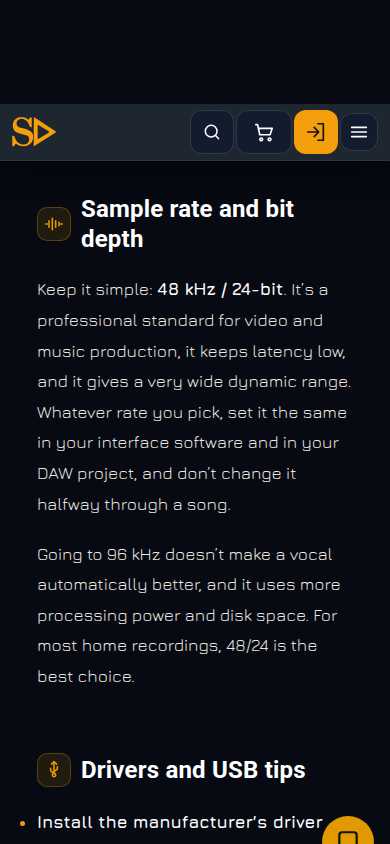 S
Sample rate and bit
depth
Keep it simple: 48 kHz / 24-bit. It's a
professional standard for video and
music production, it keeps latency low,
and it gives a very wide dynamic range.
Whatever rate you pick, set it the same
in your interface software and in your
DAW project, and don't change it
halfway through a song.
Going to 96 kHz doesn't make a vocal
automatically better, and it uses more
processing power and disk space. For
most home recordings, 48/24 is the
best choice.
Drivers and USB tips
Install the manufacturer's driver